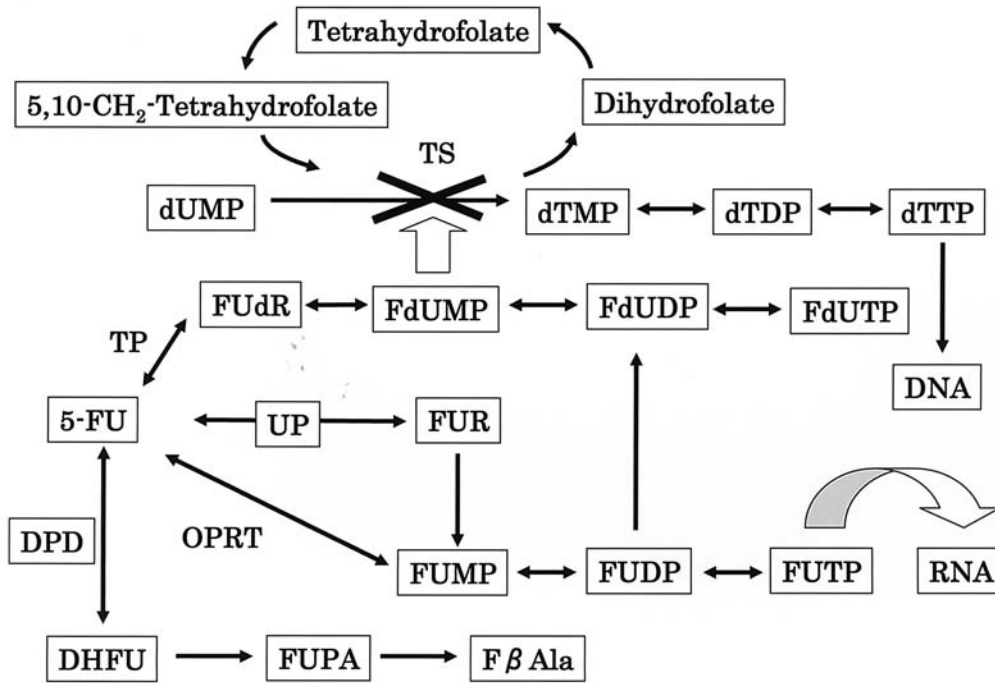 Tetrahydrofolate
5,10-CH₂-Tetrahydrofolate
Dihydrofolate
TS
dUMP
dTMP
dTDP
dTTP
FUdR
FdUMP
FdUDP
FdUTP
TP
DNA
5-FU
UP
FUR
DPD
OPRT
FUMP
FUDP
FUTP
RNA
DHFU
FUPA
FβAla